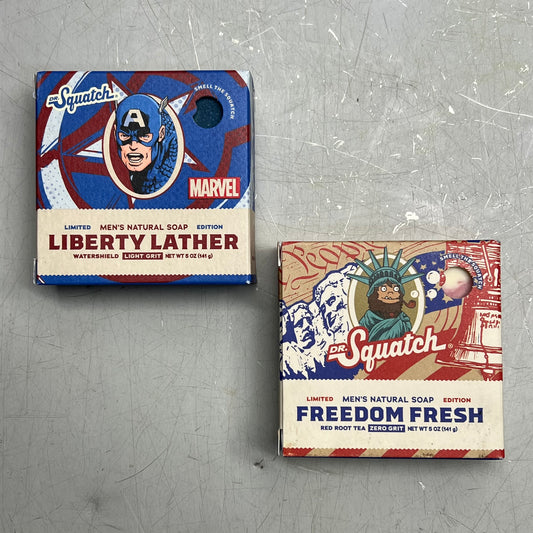 DR. Squatch
SMELL THE SQUATCH
A
MARVEL
LIMITED MEN'S NATURAL SOAP EDITION
LIBERTY LATHER
WATERSHIELD LIGHT GRIT NET WT 5 OZ (141 g)
People
SMELL THE SQUATCH
DR. Squatch®
LIMITED MEN'S NATURAL SOAP EDITION
FREEDOM FRESH
RED ROOT TEA ZERO GRIT NET WT 5 OZ (141 g)